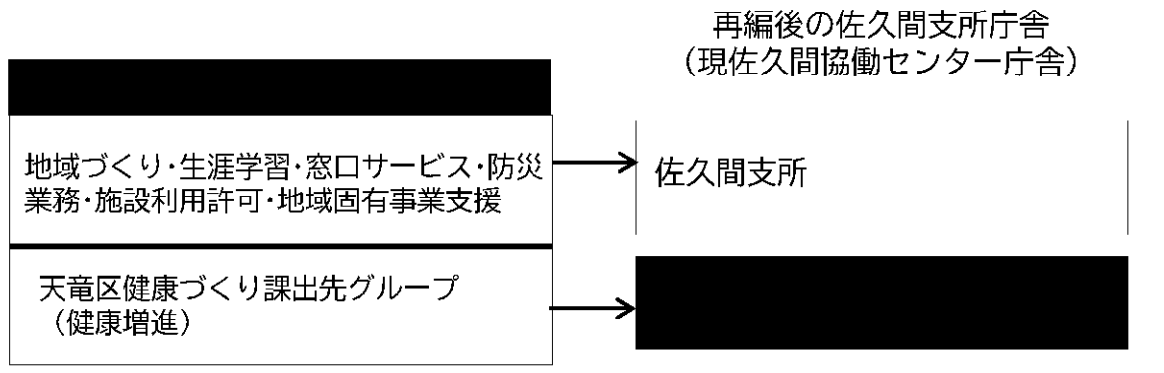 再編後の佐久間支所庁舎
（現佐久間協働センター庁舎）
地域づくり・生涯学習・窓口サービス・防災
業務・施設利用許可・地域固有事業支援
佐久間支所
天竜区健康づくり課出先グループ
（健康増進）